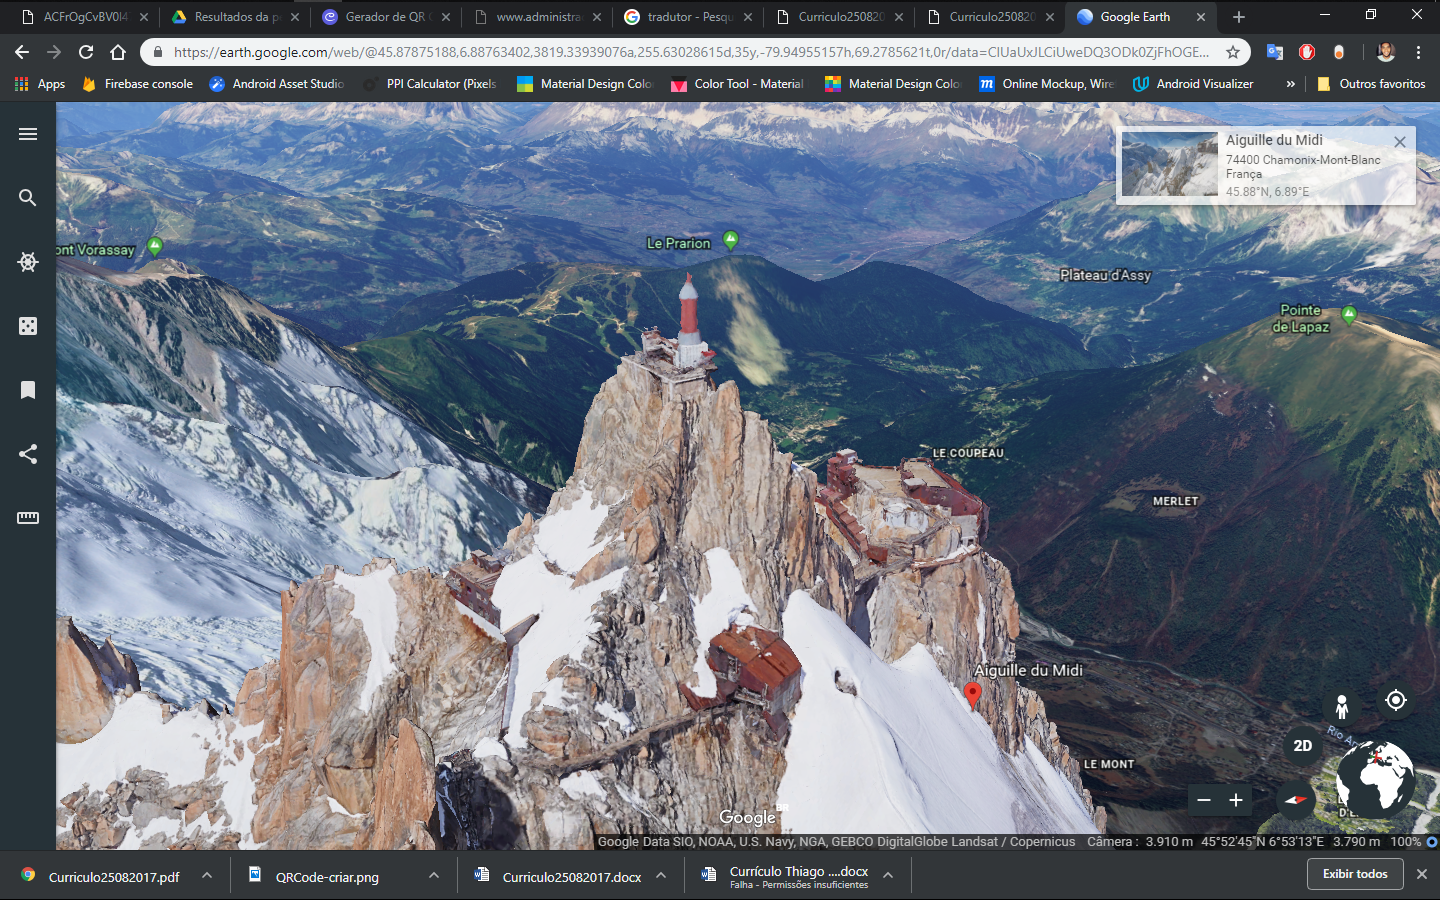 ACFrOgCvBV0l4
Resultados da p
Gerador de QR
www.administra
tradutor - Pesqu
Curriculo250820
Curriculo250820
Google Earth
https://earth.google.com/web/@45.87875188,6.88763402,3819.33939076a,255.63028615d,35y,-79.94955157h,69.2785621t,0r/data=CIUaUxJLCiUweDQ3ODk0ZjFhOGE...
Apps
Firebase console
Android Asset Studio
PPI Calculator (Pixels
Material Design Colo
Color Tool - Material
Material Design Colo
Online Mockup, Wire
Android Visualizer
»
Outros favoritos
Aiguille du Midi
74400 Chamonix-Mont-Blanc
França
45.88°N, 6.89°E
ont Vorassay
Le Prarion
Plateau d'Assy
Pointe
de Lapaz
LE COUPEAU
MERLET
Aiguille du Midi
LE MONT
Rio Ar
2D
Google
BR
Google Data SIO, NOAA, U.S. Navy, NGA, GEBCO DigitalGlobe Landsat / Copernicus
Câmera : 3.910 m
45°52'45"N 6°53'13"E
3.790 m
100%
Curriculo25082017.pdf
QRCode-criar.png
Curriculo25082017.docx
Currículo Thiago ....docx
Falha - Permissões insuficientes
Exibir todos